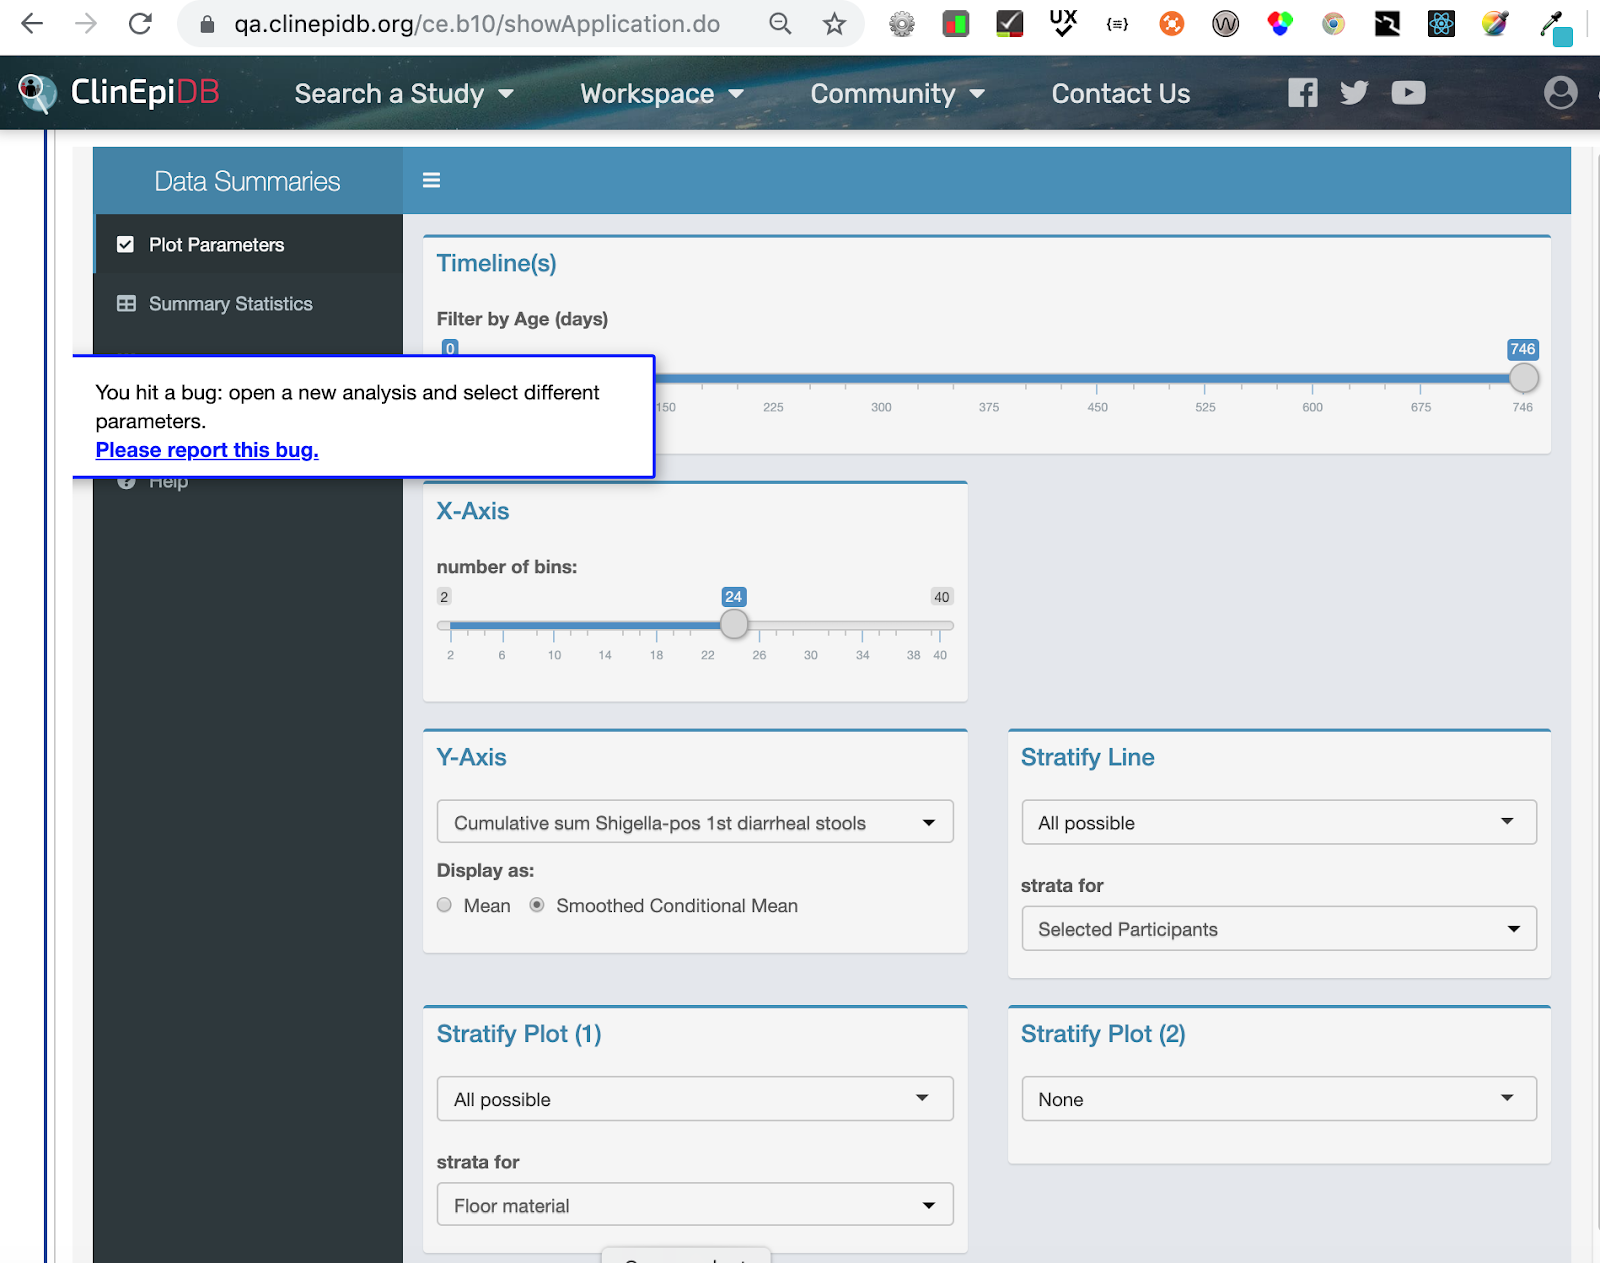 qa.clinepidb.org/ce.b10/showApplication.do
UX
ClinEpiDB
Search a Study
Workspace
Community
Contact Us
Data Summaries
Plot Parameters
Summary Statistics
Timeline(s)
Filter by Age (days)
0
746
150 225 300 375 450 525 600 675 746
You hit a bug: open a new analysis and select different
parameters.
Please report this bug.
Help
X-Axis
number of bins:
2 24 40
2 6 10 14 18 22 26 30 34 38 40
Y-Axis
Cumulative sum Shigella-pos 1st diarrheal stools
Display as:
Mean Smoothed Conditional Mean
Stratify Line
All possible
strata for
Selected Participants
Stratify Plot (1)
All possible
strata for
Floor material
Stratify Plot (2)
None